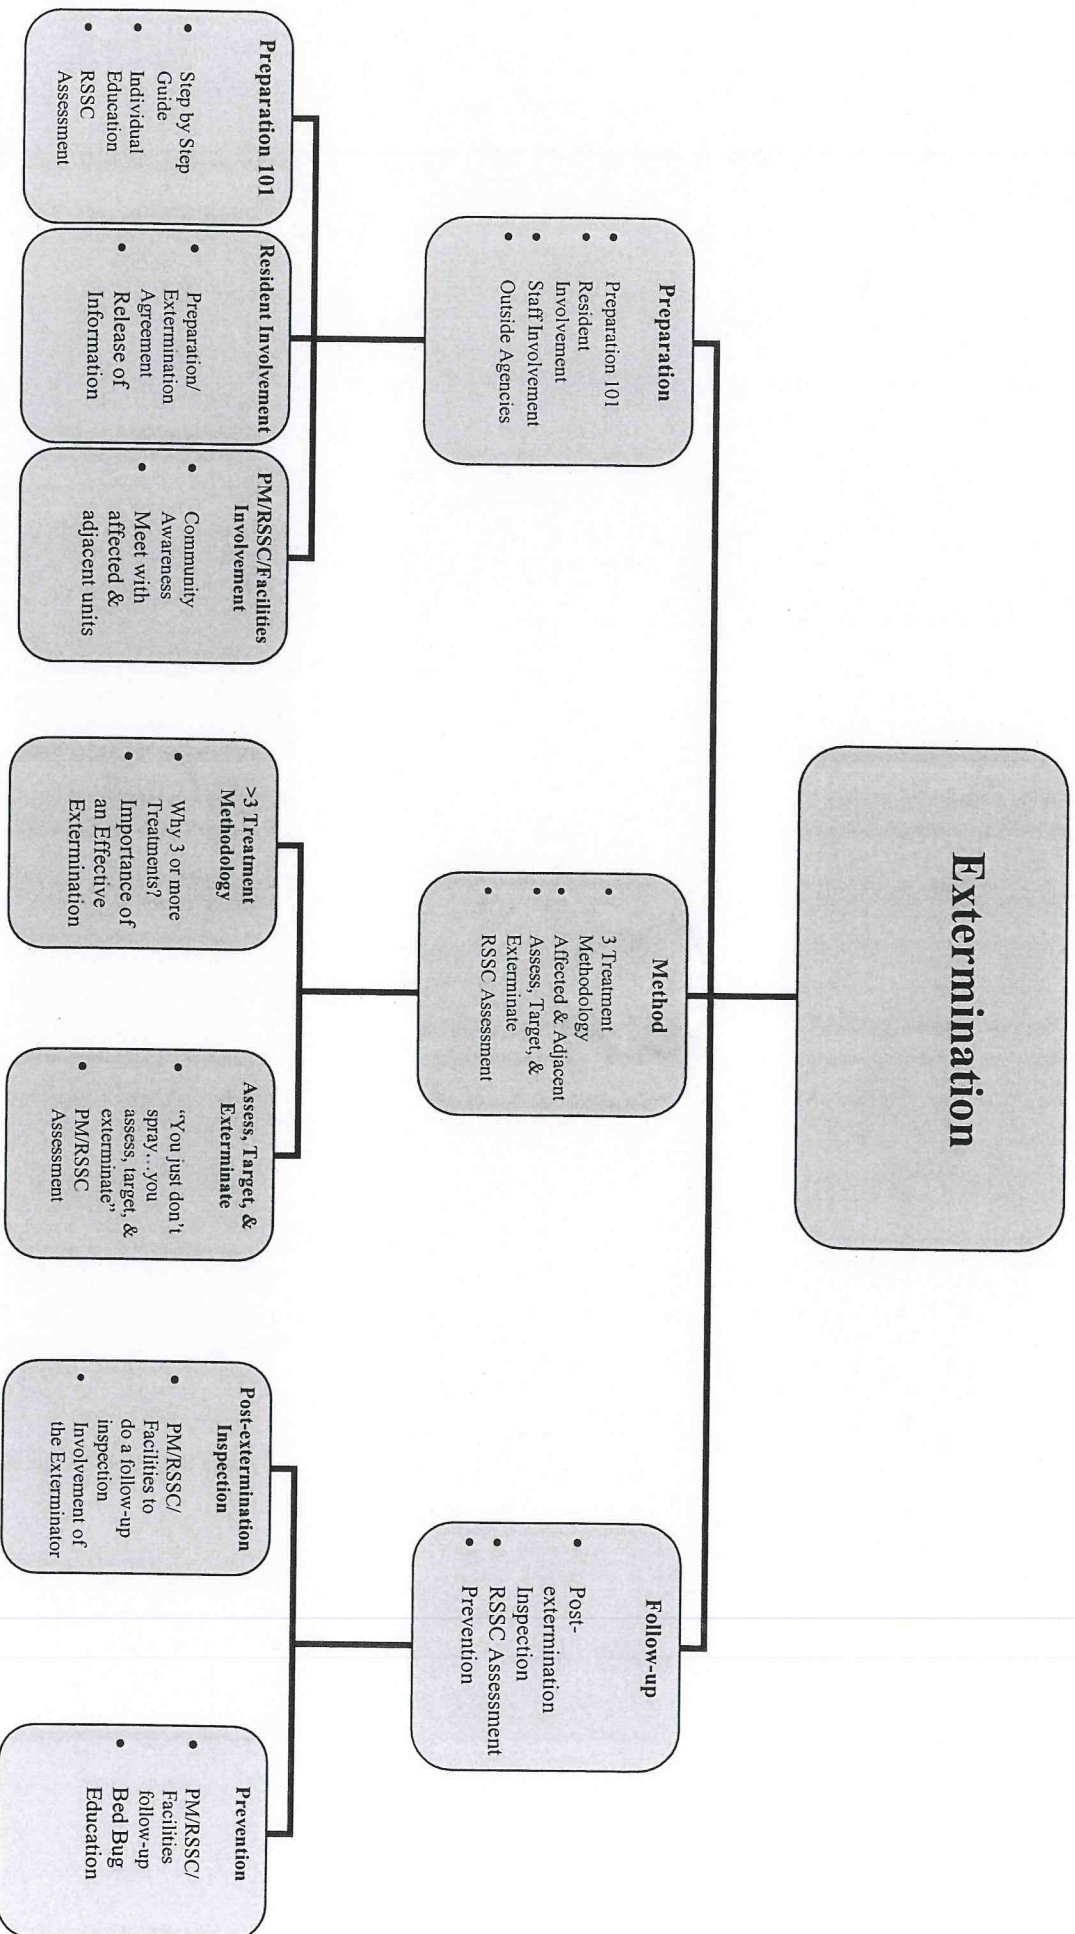 Extermination
Preparation
• Preparation 101
• Resident
Involvement
• Staff Involvement
• Outside Agencies
Method
• 3 Treatment
Methodology
• Affected & Adjacent
• Assess, Target, &
Exterminate
• RSSC Assessment
Follow-up
• Post-
extermination
Inspection
• RSSC Assessment
• Prevention
Preparation 101
• Step by Step
Guide
• Individual
Education
• RSSC
Assessment
Resident Involvement
• Preparation/
Extermination
Agreement
• Release of
Information
PM/RSSC/Facilities
Involvement
• Community
Awareness
• Meet with
affected &
adjacent units
>3 Treatment
Methodology
• Why 3 or more
Treatments?
• Importance of
an Effective
Extermination
Assess, Target, &
Exterminate
• “You just don’t
spray…you
assess, target, &
exterminate”
• PM/RSSC
Assessment
Post-extermination
Inspection
• PM/RSSC/
Facilities to
do a follow-up
inspection
• Involvement of
the Exterminator
Prevention
• PM/RSSC/
Facilities
follow-up
• Bed Bug
Education